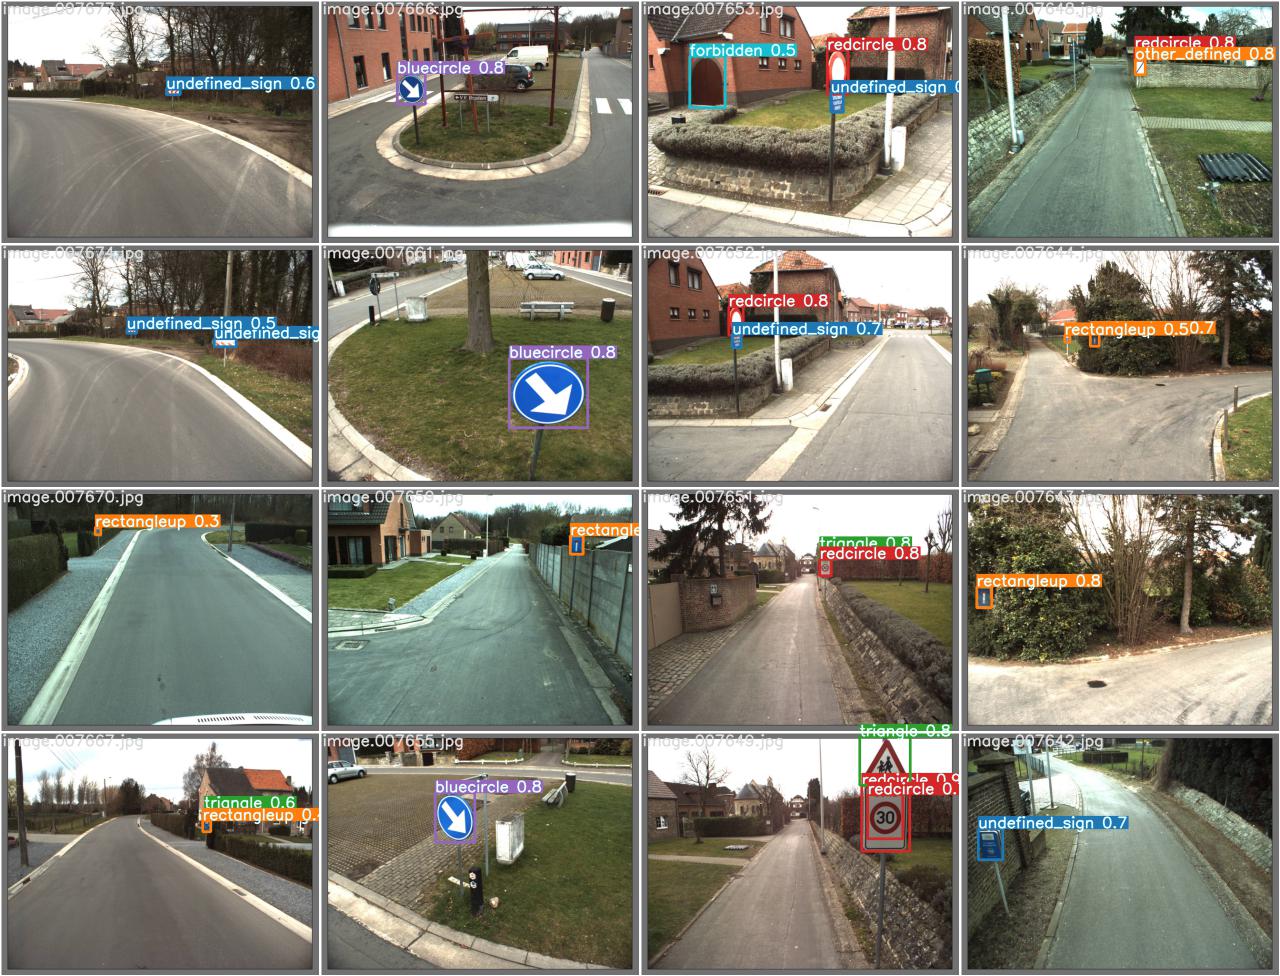 image.007677.jpg
undefined_sign 0.6
image.007666.jpg
bluecircle 0.8
image.007653.jpg
forbidden 0.5
redcircle 0.8
undefined_sign 0
image.007648.jpg
redcircle 0.8
other_defined 0.8
image.007674.jpg
undefined_sign 0.5
undefined_sig
image.007661.jpg
bluecircle 0.8
image.007652.jpg
redcircle 0.8
undefined_sign 0.7
image.007644.jpg
rectangleup 0.50.7
image.007670.jpg
rectangleup 0.3
image.007659.jpg
rectangle
image.007651.jpg
triangle 0.8
redcircle 0.8
rectangleup 0.8
image.007667.jpg
triangle 0.6
rectangleup 0.
image.007655.jpg
bluecircle 0.8
image.007649.jpg
triangle 0.8
redcircle 0.9
redcircle 0.
30
image.007642.jpg
undefined_sign 0.7